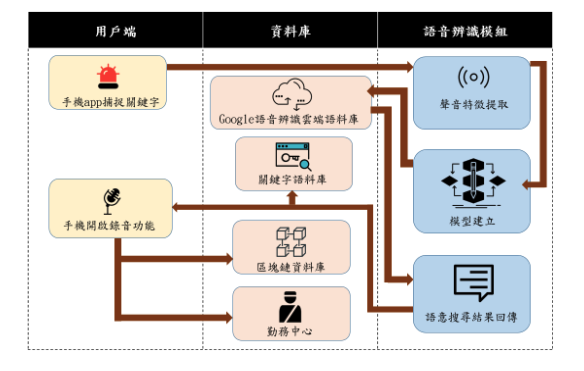 用戶端
資料庫
語音辨識模組
手機app捕捉關鍵字
Google語音辨識雲端語料庫
聲音特徵提取
關鍵字語料庫
模型建立
手機開啟錄音功能
區塊鏈資料庫
語意搜尋結果回傳
勤務中心